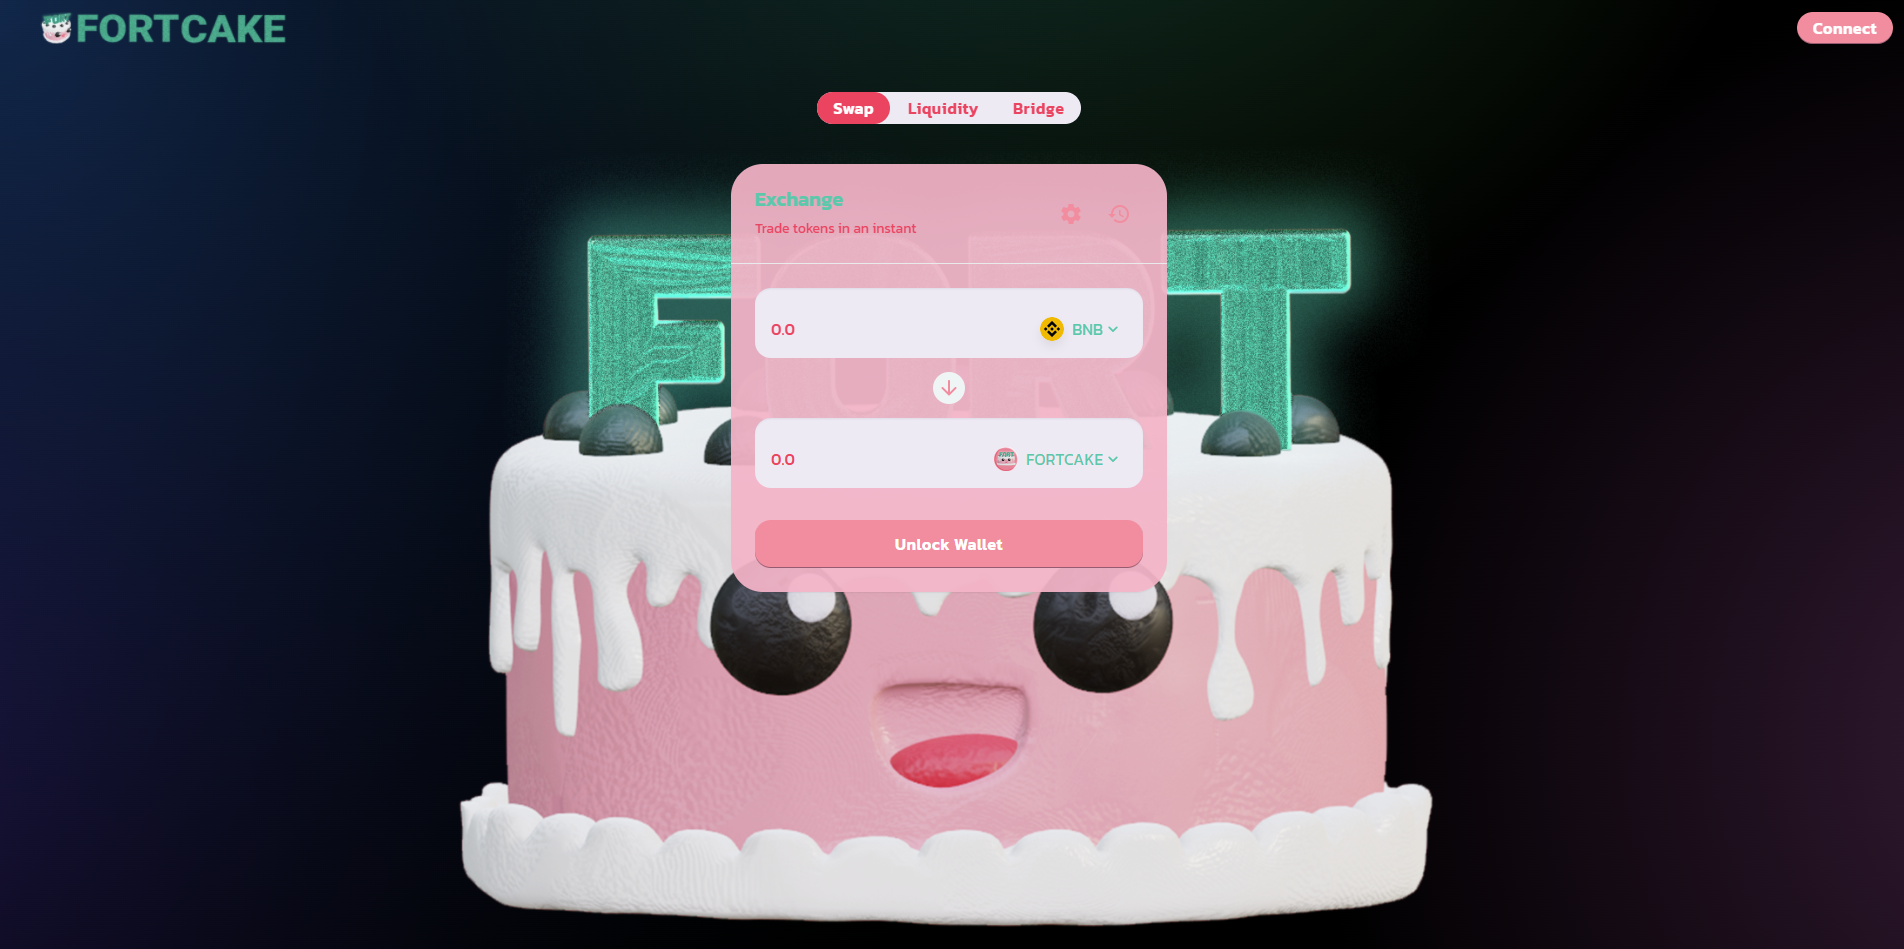 FORTCAKE
Connect
Swap Liquidity Bridge
Exchange
Trade tokens in an instant
FORT
0.0 BNB
0.0 FORTCAKE
Unlock Wallet